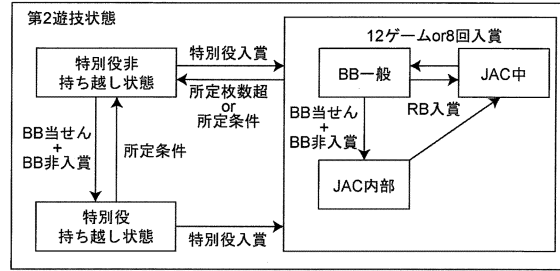 第2遊技状態
12ゲームor8回入賞
特別役非
持ち越し状態
特別役入賞
所定枚数超
or
所定条件
BB一般
JAC中
RB入賞
BB当せん
+
BB非入賞
所定条件
BB当せん
+
BB非入賞
JAC内部
特別役
持ち越し状態
特別役入賞